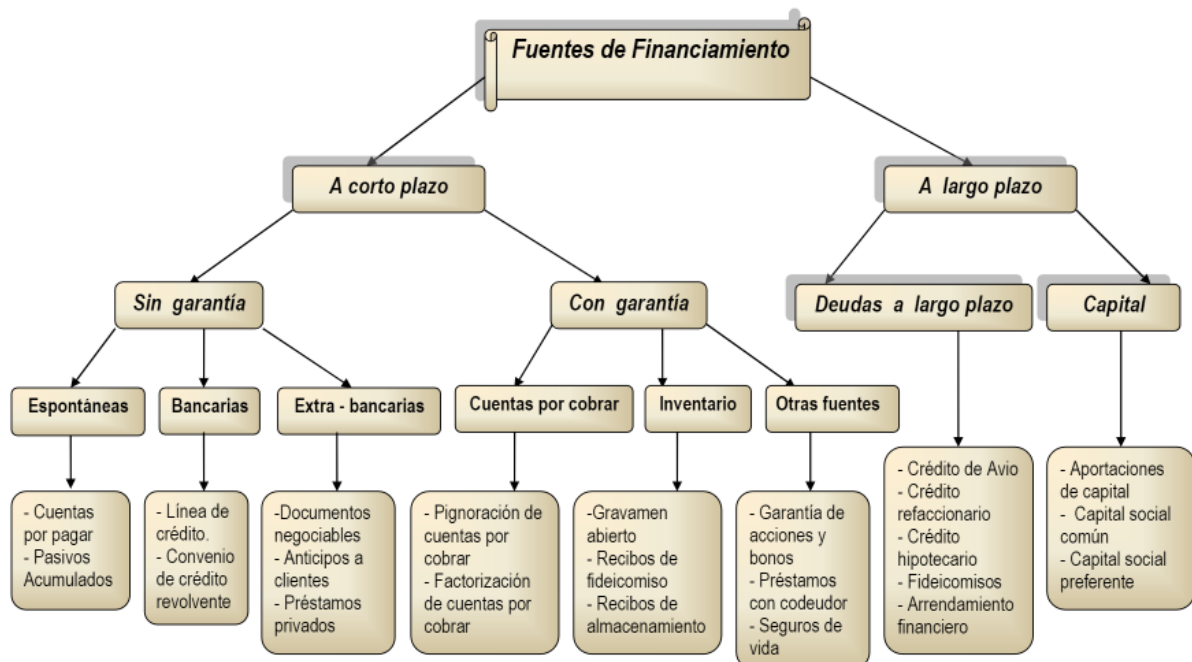 Fuentes de Financiamiento
A corto plazo
A largo plazo
Sin garantía
Con garantía
Deudas a largo plazo
Capital
Espontáneas
Bancarias
Extra - bancarias
Cuentas por cobrar
Inventario
Otras fuentes
- Cuentas
por pagar
- Pasivos
Acumulados
- Línea de
crédito.
- Convenio
de crédito
revolvente
-Documentos
negociables
- Anticipos a
clientes
- Préstamos
privados
- Pignoración de
cuentas por
cobrar
- Factorización
de cuentas por
cobrar
-Gravamen
abierto
- Recibos de
fideicomiso
- Recibos de
almacenamiento
- Garantía de
acciones y
bonos
- Préstamos
con codeudor
- Seguros de
vida
- Crédito de Avio
- Crédito
refaccionario
- Crédito
hipotecario
- Fideicomisos
- Arrendamiento
financiero
- Aportaciones
de capital
- Capital social
común
- Capital social
preferente